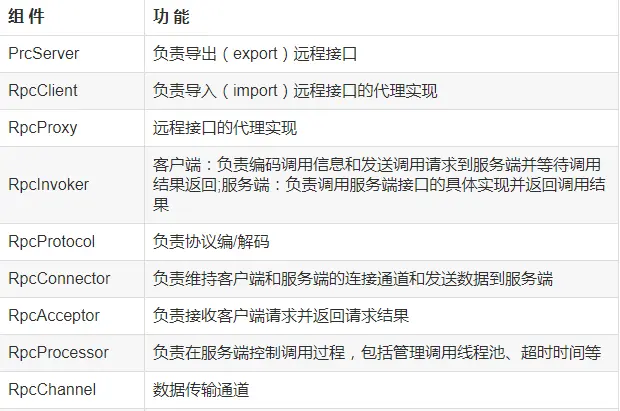 组件 功能
PrcServer 负责导出（export）远程接口
RpcClient 负责导入（import）远程接口的代理实现
RpcProxy 远程接口的代理实现
RpcInvoker 客户端：负责编码调用信息和发送调用请求到服务端并等待调用
结果返回;服务端：负责调用服务端接口的具体实现并返回调用结
果
RpcProtocol 负责协议编/解码
RpcConnector 负责维持客户端和服务端的连接通道和发送数据到服务端
RpcAcceptor 负责接收客户端请求并返回请求结果
RpcProcessor 负责在服务端控制调用过程，包括管理调用线程池、超时时间等
RpcChannel 数据传输通道